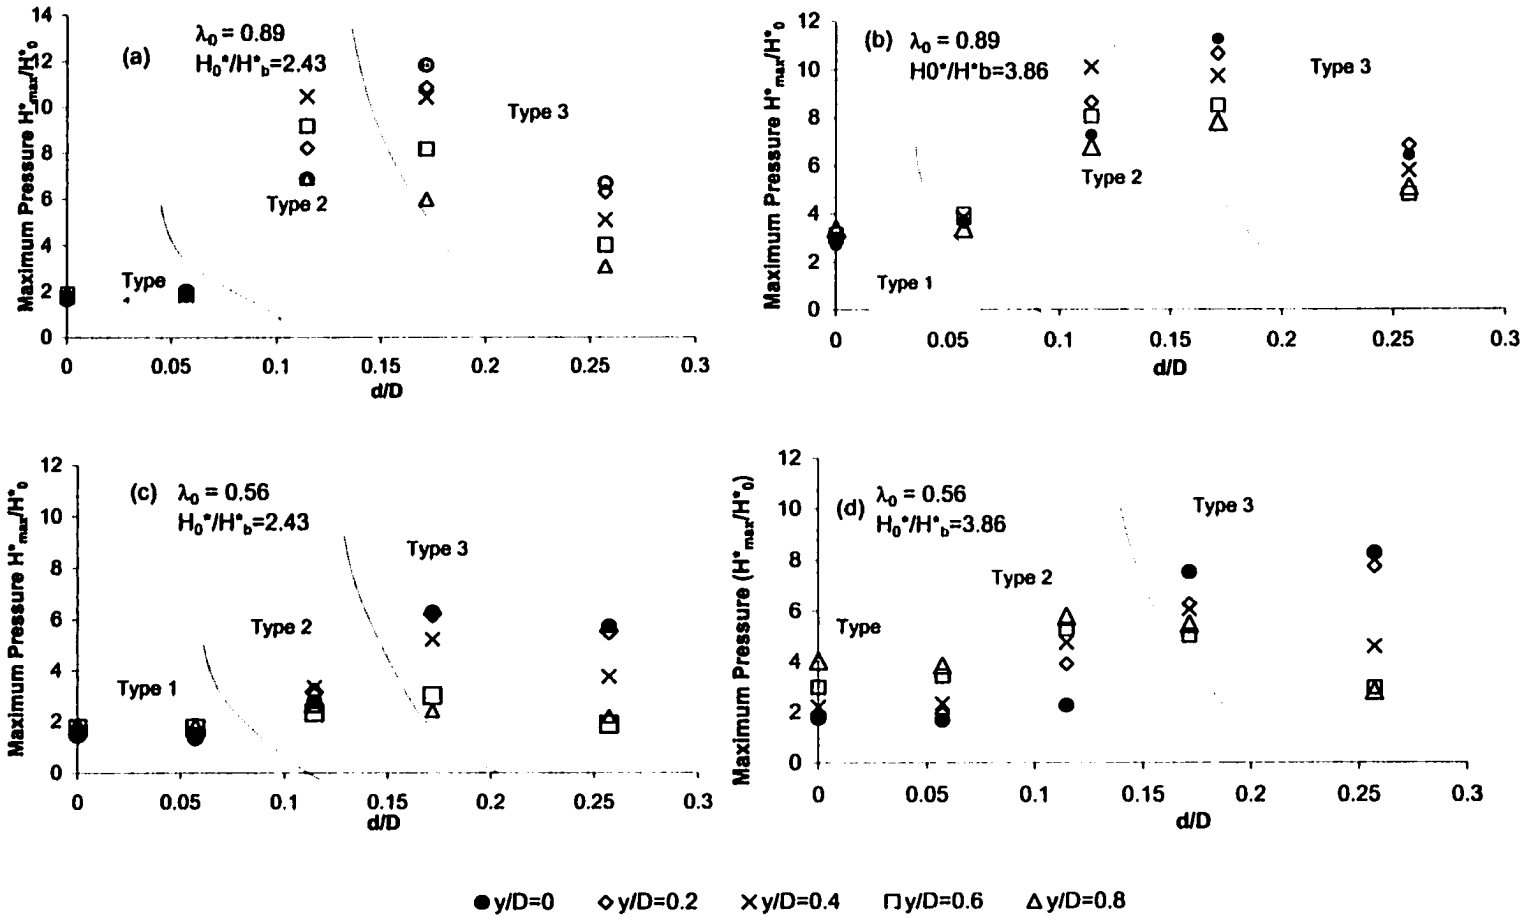 (a)
λ₀ = 0.89
H₀*/H*b=2.43
Maximum Pressure H*max/H*₀
14
12
10
8
6
4
2
0
Type
Type 2
Type 3
0 0.05 0.1 0.15 0.2 0.25 0.3
d/D
(b)
λ₀ = 0.89
H0*/H*b=3.86
Maximum Pressure H*max/H*₀
12
10
8
6
4
2
0
Type 1
Type 2
Type 3
0 0.05 0.1 0.15 0.2 0.25 0.3
d/D
(c)
λ₀ = 0.56
H₀*/H*b=2.43
Maximum Pressure H*max/H*₀
12
10
8
6
4
2
0
Type 1
Type 2
Type 3
0 0.05 0.1 0.15 0.2 0.25 0.3
d/D
(d)
λ₀ = 0.56
H₀*/H*b=3.86
Maximum Pressure (H*max/H*₀)
12
10
8
6
4
2
0
Type
Type 2
Type 3
0 0.05 0.1 0.15 0.2 0.25 0.3
d/D
y/D=0 y/D=0.2 y/D=0.4 y/D=0.6 y/D=0.8